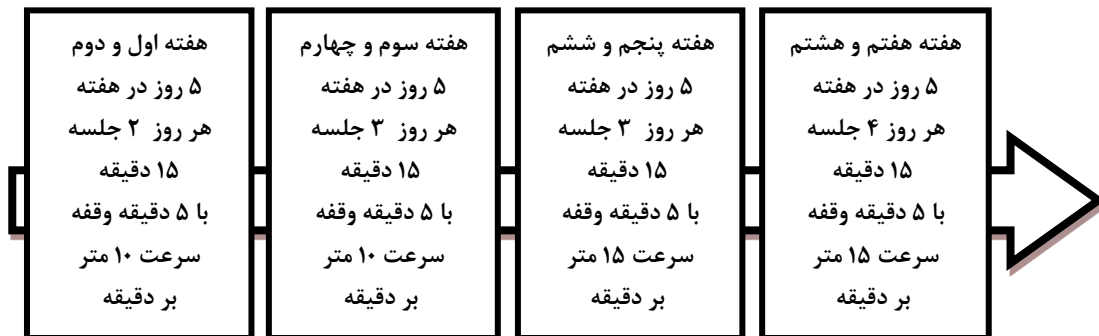 هفته اول و دوم
۵ روز در هفته
هر روز ۲ جلسه
۱۵ دقیقه
با ۵ دقیقه وقفه
سرعت ۱۰ متر
بر دقیقه
هفته سوم و چهارم
۵ روز در هفته
هر روز ۳ جلسه
۱۵ دقیقه
با ۵ دقیقه وقفه
سرعت ۱۰ متر
بر دقیقه
هفته پنجم و ششم
۵ روز در هفته
هر روز ۳ جلسه
۱۵ دقیقه
با ۵ دقیقه وقفه
سرعت ۱۵ متر
بر دقیقه
هفته هفتم و هشتم
۵ روز در هفته
هر روز ۴ جلسه
۱۵ دقیقه
با ۵ دقیقه وقفه
سرعت ۱۵ متر
بر دقیقه